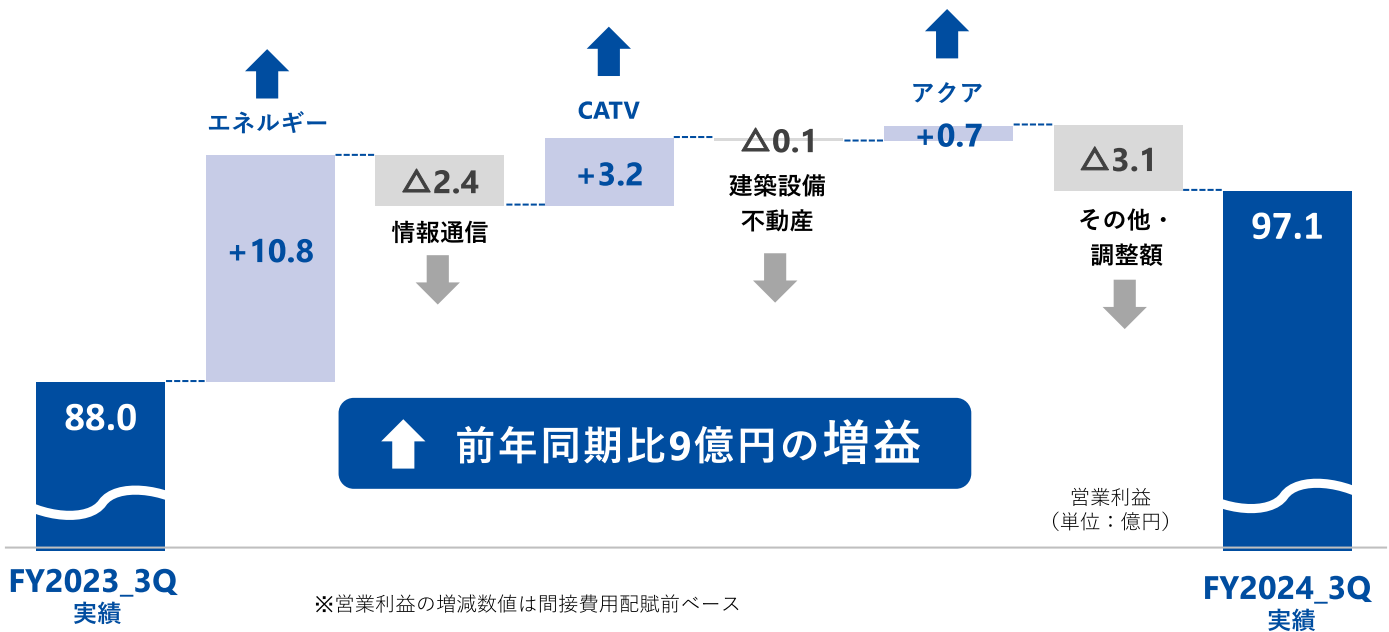 エネルギー
+10.8
△2.4
情報通信
CATV
+3.2
△0.1
建築設備
不動産
アクア
+0.7
△3.1
その他・
調整額
88.0
97.1
前年同期比9億円の増益
営業利益
（単位：億円）
FY2023_3Q
実績
FY2024_3Q
実績
※営業利益の増減数値は間接費用配賦前ベース